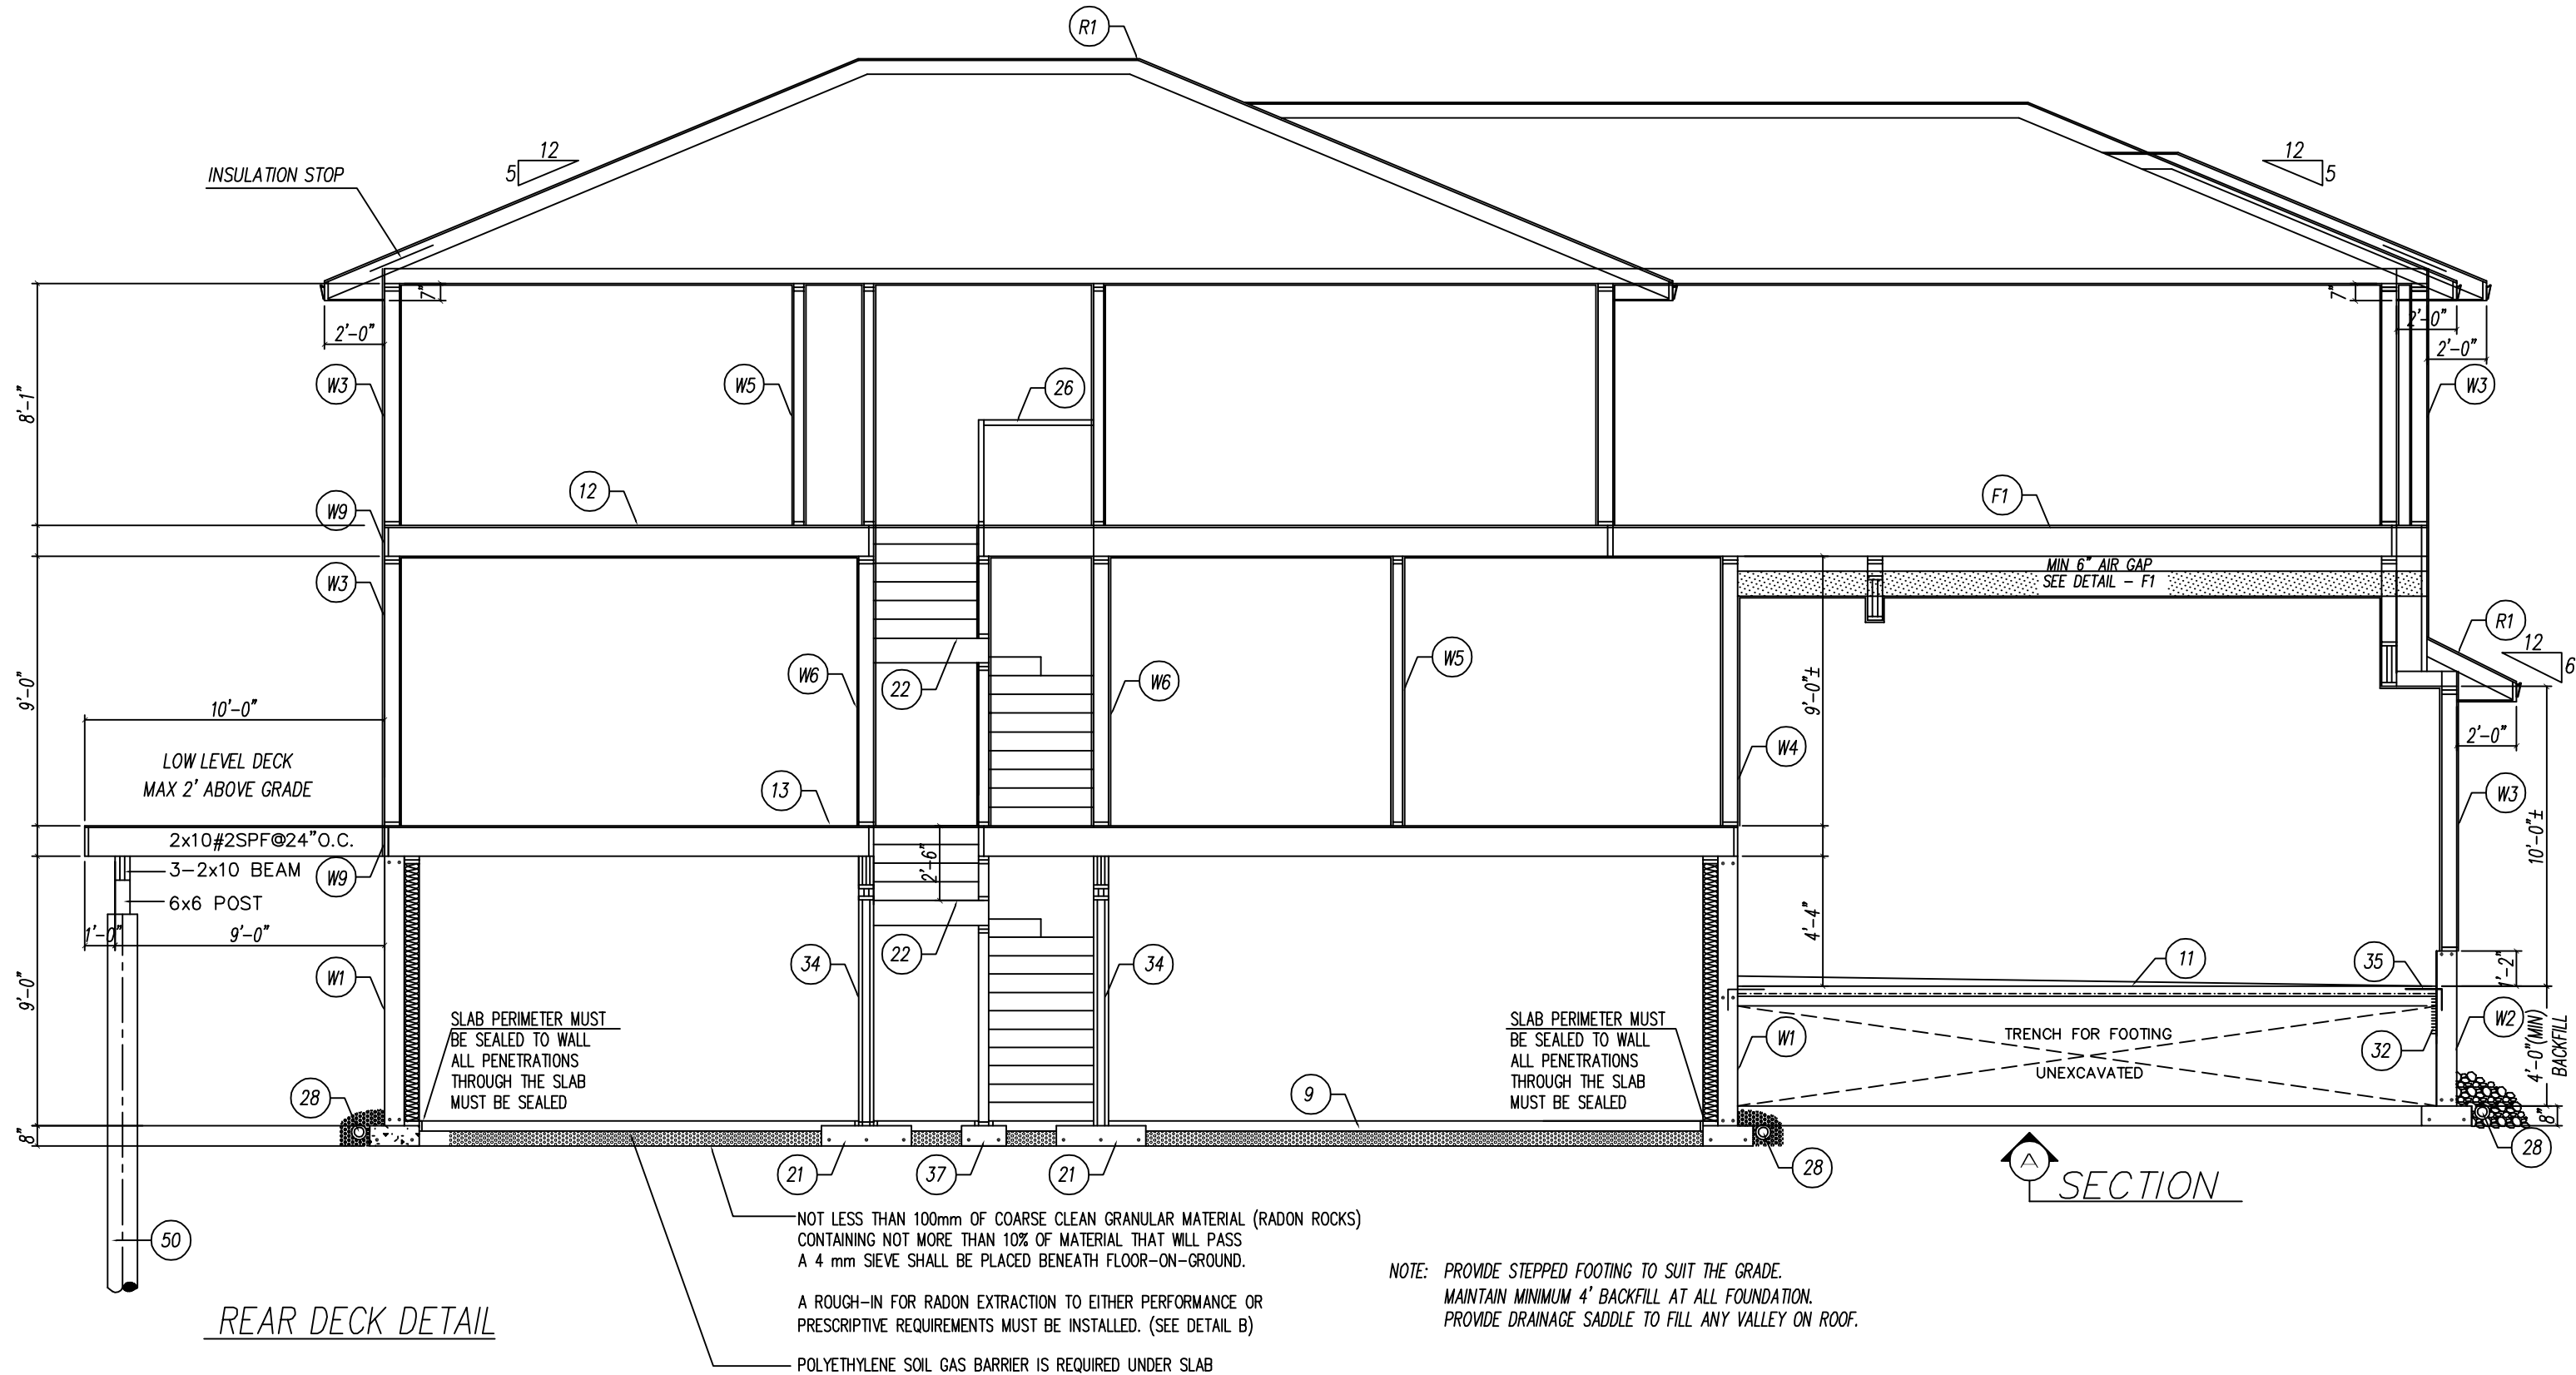 R1
12
5
INSULATION STOP
12
5
7"
7"
2'-0"
2'-0"
2'-0"
W3
W5
26
W3
8'-1"
12
W9
F1
W3
MIN 6" AIR GAP
SEE DETAIL - F1
R1
12
6
W6
22
W6
W5
9'-0"
9'-0"±
10'-0"
2'-0"
W4
LOW LEVEL DECK
MAX 2' ABOVE GRADE
13
W3
10'-0"±
2x10#2SPF@24"O.C.
3-2x10 BEAM
W9
2'-6"
6x6 POST
1'-0"
9'-0"
4'-4"
22
34
34
11
35
1'-2"
W1
9'-0"
SLAB PERIMETER MUST
BE SEALED TO WALL
ALL PENETRATIONS
THROUGH THE SLAB
MUST BE SEALED
SLAB PERIMETER MUST
BE SEALED TO WALL
ALL PENETRATIONS
THROUGH THE SLAB
MUST BE SEALED
W1
TRENCH FOR FOOTING
UNEXCAVATED
32
W2
4'-0"(MIN)
BACKFILL
28
9
8"
8"
21
37
21
28
28
A
SECTION
NOT LESS THAN 100mm OF COARSE CLEAN GRANULAR MATERIAL (RADON ROCKS)
CONTAINING NOT MORE THAN 10% OF MATERIAL THAT WILL PASS
A 4 mm SIEVE SHALL BE PLACED BENEATH FLOOR-ON-GROUND.
50
A ROUGH-IN FOR RADON EXTRACTION TO EITHER PERFORMANCE OR
PRESCRIPTIVE REQUIREMENTS MUST BE INSTALLED. (SEE DETAIL B)
POLYETHYLENE SOIL GAS BARRIER IS REQUIRED UNDER SLAB
NOTE: PROVIDE STEPPED FOOTING TO SUIT THE GRADE.
MAINTAIN MINIMUM 4' BACKFILL AT ALL FOUNDATION.
PROVIDE DRAINAGE SADDLE TO FILL ANY VALLEY ON ROOF.
REAR DECK DETAIL